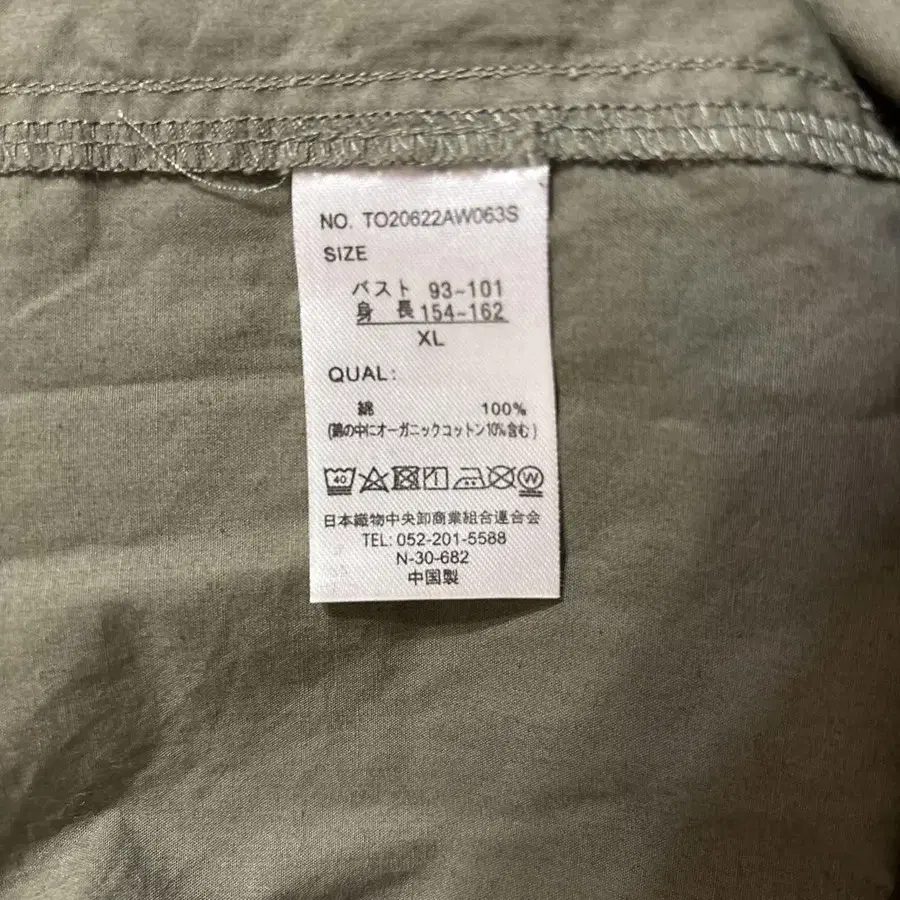 NO. TO20622AW063S
SIZE
バスト 93~101
身 長 154~162
XL
QUAL:
綿 100%
(綿の中にオーガニックコットン10%含む)
40 W
日本織物中央卸商業組合連合会
TEL: 052-201-5588
N-30-682
中国製